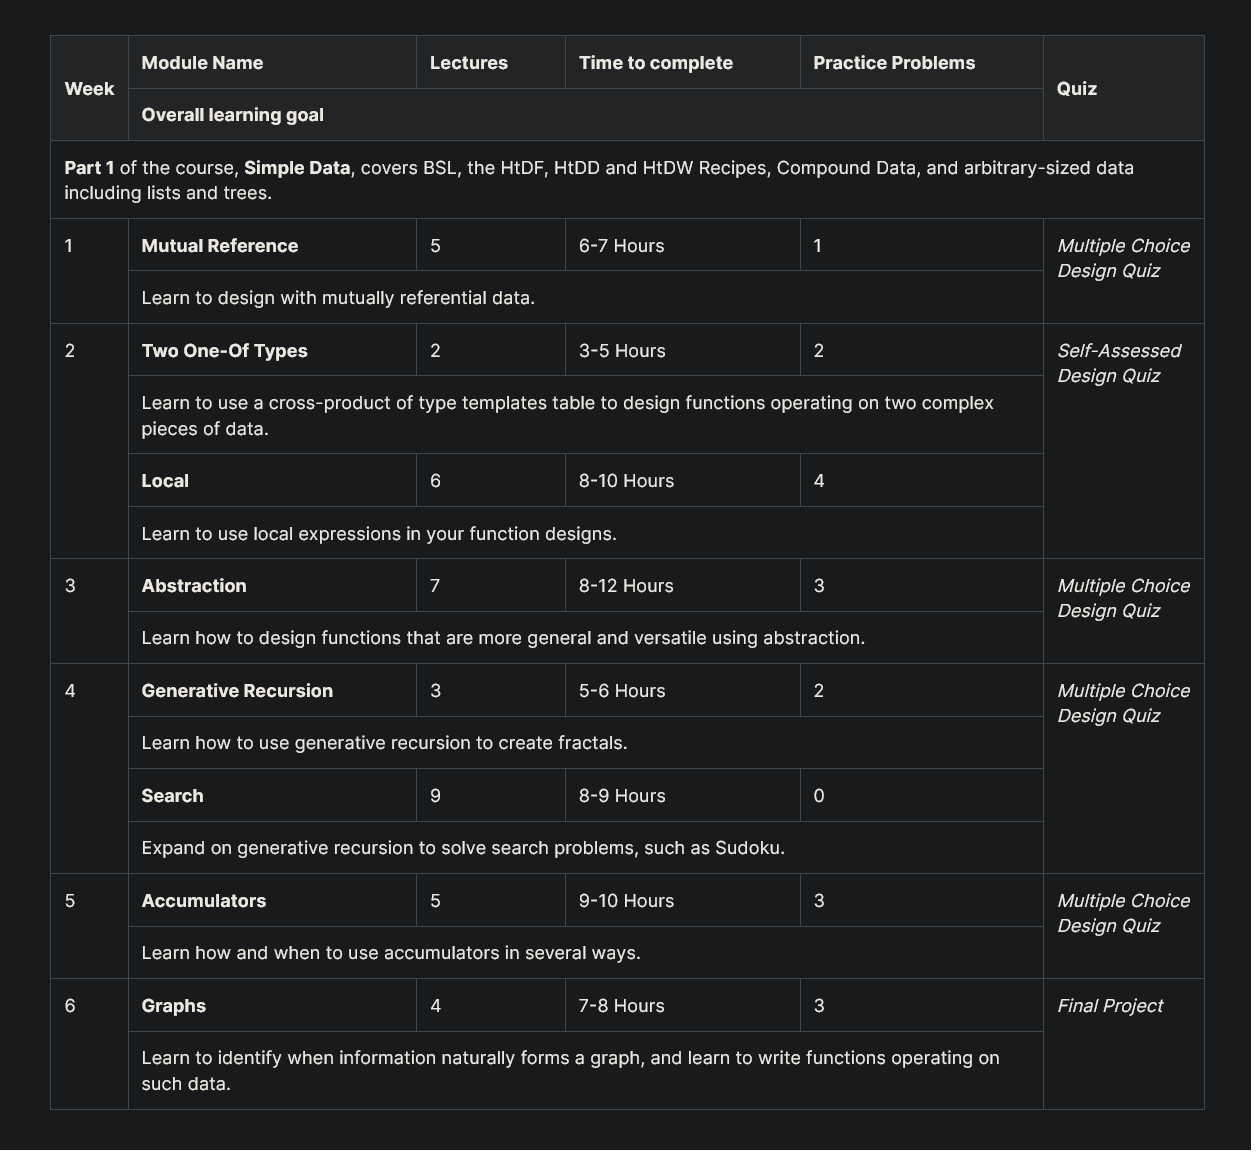 Week
Module Name
Lectures
Time to complete
Practice Problems
Quiz
Overall learning goal
Part 1 of the course, Simple Data, covers BSL, the HtDF, HtDD and HtDW Recipes, Compound Data, and arbitrary-sized data
including lists and trees.
1
Mutual Reference
5
6-7 Hours
1
Multiple Choice
Design Quiz
Learn to design with mutually referential data.
2
Two One-Of Types
2
3-5 Hours
2
Self-Assessed
Design Quiz
Learn to use a cross-product of type templates table to design functions operating on two complex
pieces of data.
Local
6
8-10 Hours
4
Learn to use local expressions in your function designs.
3
Abstraction
7
8-12 Hours
3
Multiple Choice
Design Quiz
Learn how to design functions that are more general and versatile using abstraction.
4
Generative Recursion
3
5-6 Hours
2
Multiple Choice
Design Quiz
Learn how to use generative recursion to create fractals.
Search
9
8-9 Hours
0
Expand on generative recursion to solve search problems, such as Sudoku.
5
Accumulators
5
9-10 Hours
3
Multiple Choice
Design Quiz
Learn how and when to use accumulators in several ways.
6
Graphs
4
7-8 Hours
3
Final Project
Learn to identify when information naturally forms a graph, and learn to write functions operating on
such data.